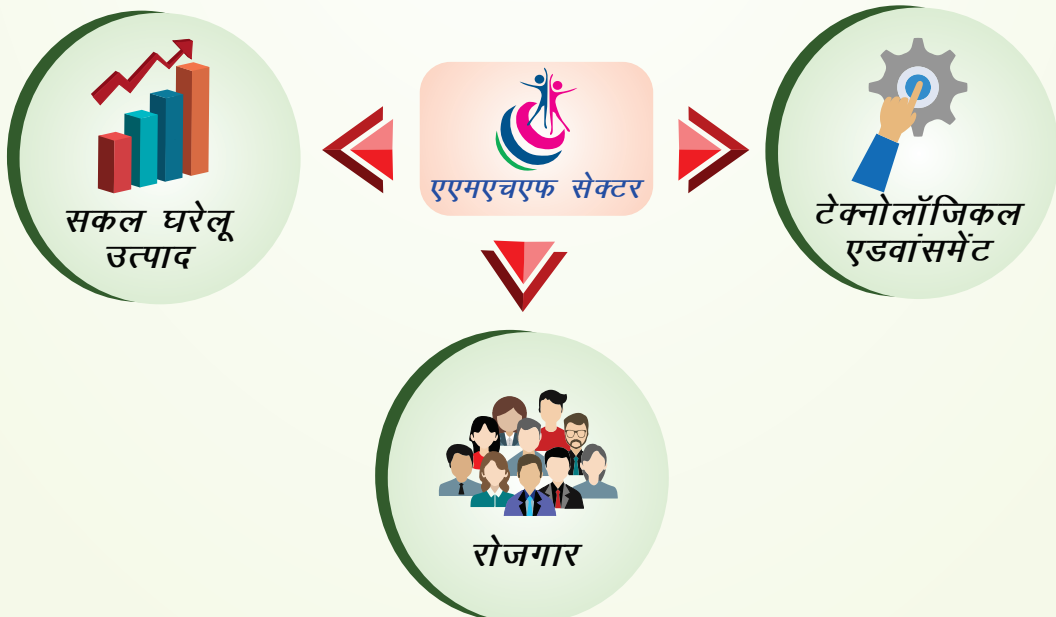 एएमएचएफ सेक्टर
सकल घरेलू
उत्पाद
टेक्नोलॉजिकल
एडवांसमेंट
रोजगार